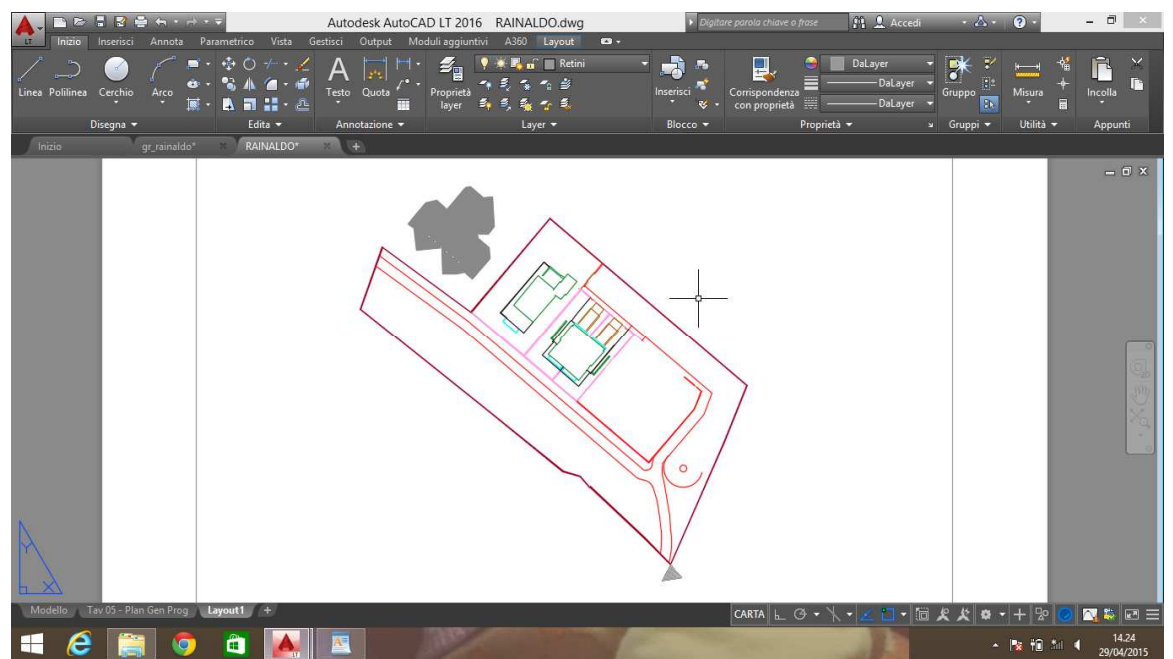 Autodesk AutoCAD LT 2016 RAINALDO.dwg
Digitare parola chiave o frase
Accedi
LT
Inizio Inserisci Annota Parametrico Vista Gestisci Output Moduli aggiuntivi A360 Layout
Retini
DaLayer
DaLayer
DaLayer
Linea Polilinea Cerchio Arco
Testo Quota
Proprietà layer
Inserisci
Corrispondenza con proprietà
Gruppo
Misura
Incolla
Disegna Edita Annotazione Layer Blocco Proprietà Gruppi Utilità Appunti
Inizio gr_rainaldo* RAINALDO*
Y
X
Modello Tav 05 - Plan Gen Prog Layout1
CARTA
14.24
29/04/2015